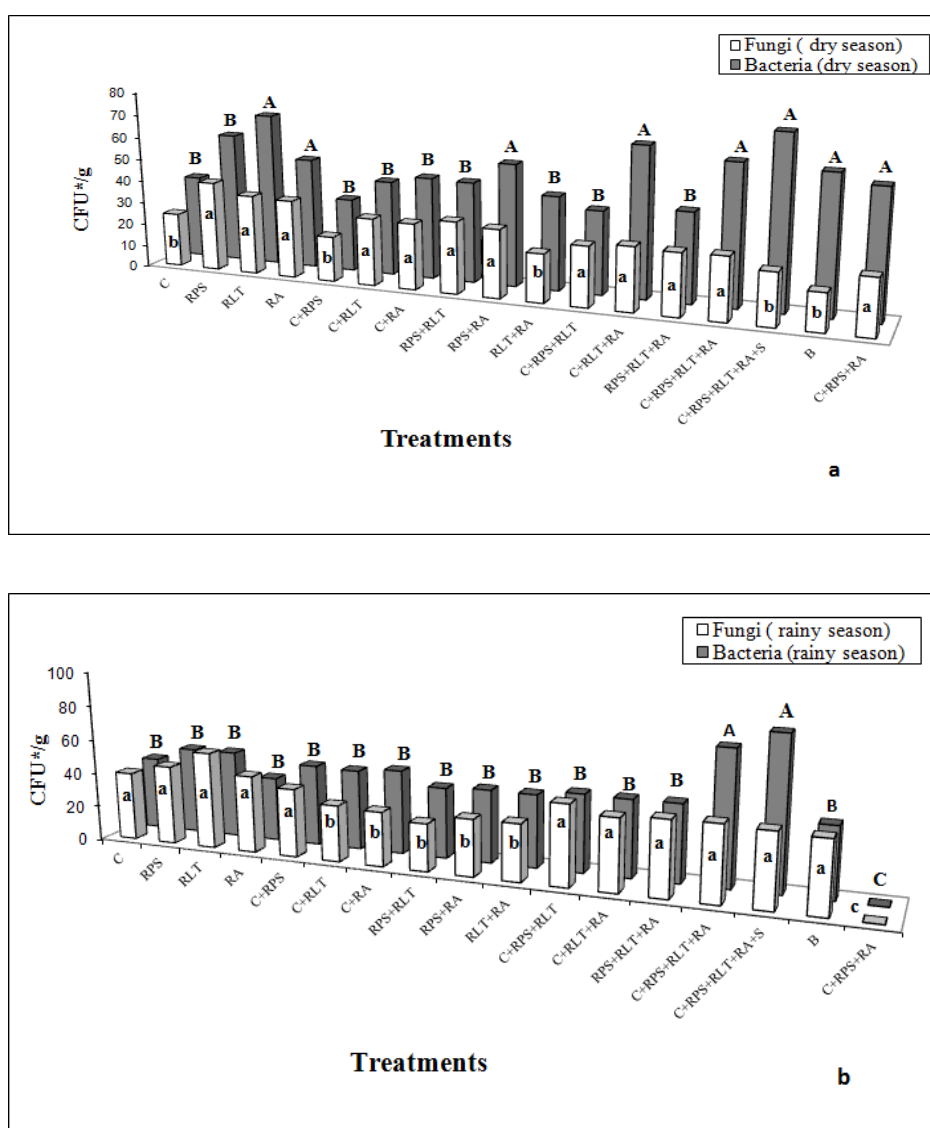 Fungi ( dry season)
Bacteria (dry season)
CFU*/g
80
70
60
50
40
30
20
10
0
B B A A B B B B A B B A B A A A A
b a a a b a a a a b a a a a b b a
C RPS RLT RA C+RPS C+RLT C+RA RPS+RLT RPS+RA RLT+RA C+RPS+RLT C+RLT+RA RPS+RLT+RA C+RPS+RLT+RA C+RPS+RLT+RA+S B C+RPS+RA
Treatments
a
Fungi ( rainy season)
Bacteria (rainy season)
CFU*/g
100
80
60
40
20
0
B B B B B B B B B B B B B A A B C
a a a a a b b b b b a a a a a a c
C RPS RLT RA C+RPS C+RLT C+RA RPS+RLT RPS+RA RLT+RA C+RPS+RLT C+RLT+RA RPS+RLT+RA C+RPS+RLT+RA C+RPS+RLT+RA+S B C+RPS+RA
Treatments
b